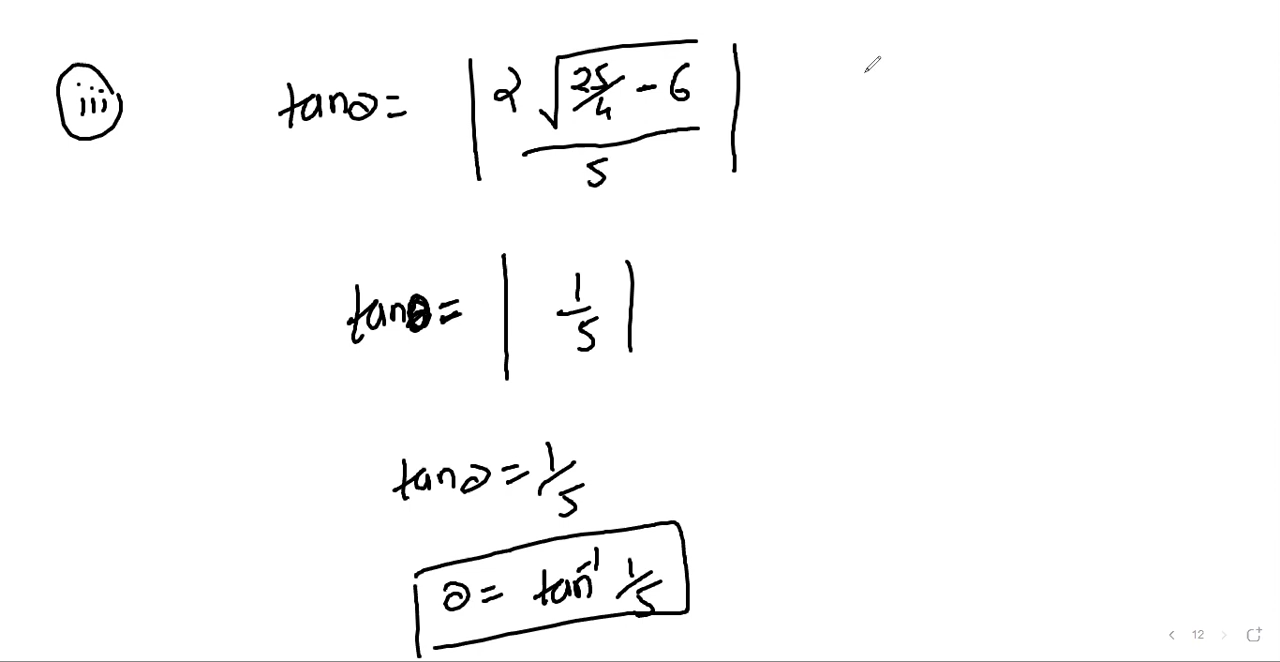 iii tanθ = | 2 √(25/4 - 6) / 5 |
tanθ = | 1/5 |
tanθ = 1/5
θ = tan⁻¹ 1/5
< 12 >